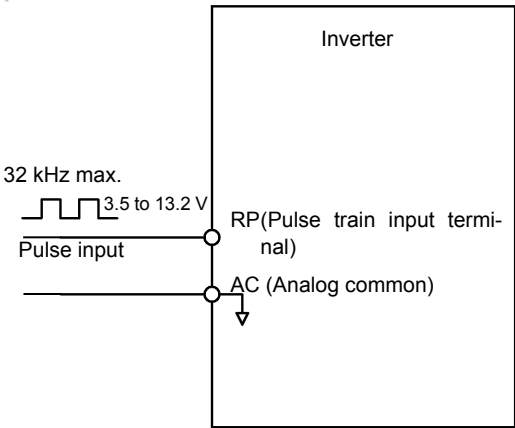 Inverter
32 kHz max.
3.5 to 13.2 V
Pulse input
RP(Pulse train input termi-
nal)
AC (Analog common)